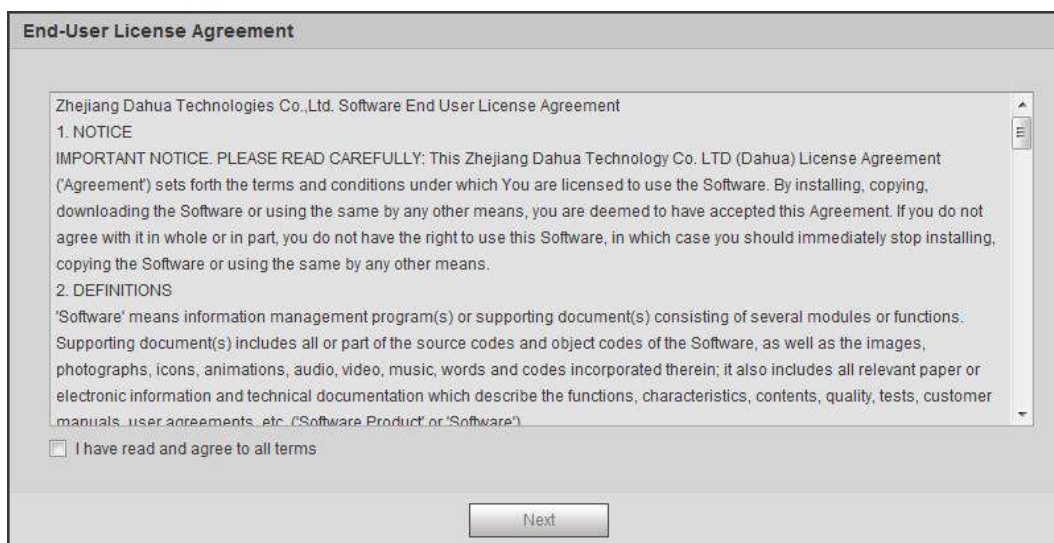 End-User License Agreement
Zhejiang Dahua Technologies Co.,Ltd. Software End User License Agreement
1. NOTICE
IMPORTANT NOTICE. PLEASE READ CAREFULLY: This Zhejiang Dahua Technology Co. LTD (Dahua) License Agreement
('Agreement') sets forth the terms and conditions under which You are licensed to use the Software. By installing, copying,
downloading the Software or using the same by any other means, you are deemed to have accepted this Agreement. If you do not
agree with it in whole or in part, you do not have the right to use this Software, in which case you should immediately stop installing,
copying the Software or using the same by any other means.
2. DEFINITIONS
'Software' means information management program(s) or supporting document(s) consisting of several modules or functions.
Supporting document(s) includes all or part of the source codes and object codes of the Software, as well as the images,
photographs, icons, animations, audio, video, music, words and codes incorporated therein; it also includes all relevant paper or
electronic information and technical documentation which describe the functions, characteristics, contents, quality, tests, customer
manuals, user agreements, etc. ('Software Product' or 'Software')
I have read and agree to all terms
Next